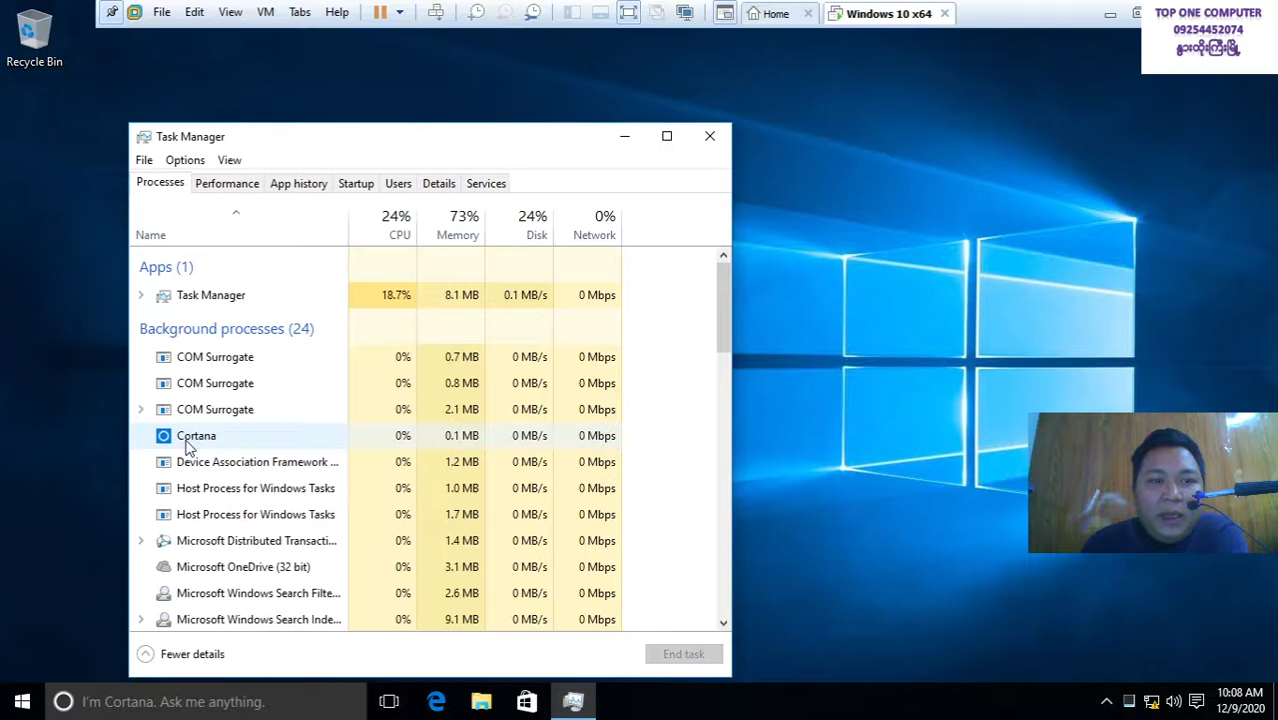 File Edit View VM Tabs Help
Home
Windows 10 x64
TOP ONE COMPUTER
09254452074
နွားထိုးကြီးမြို့
Recycle Bin
Task Manager
File Options View
Processes Performance App history Startup Users Details Services
24% 73% 24% 0%
Name CPU Memory Disk Network
Apps (1)
Task Manager 18.7% 8.1 MB 0.1 MB/s 0 Mbps
Background processes (24)
COM Surrogate 0% 0.7 MB 0 MB/s 0 Mbps
COM Surrogate 0% 0.8 MB 0 MB/s 0 Mbps
COM Surrogate 0% 2.1 MB 0 MB/s 0 Mbps
Cortana 0% 0.1 MB 0 MB/s 0 Mbps
Device Association Framework ... 0% 1.2 MB 0 MB/s 0 Mbps
Host Process for Windows Tasks 0% 1.0 MB 0 MB/s 0 Mbps
Host Process for Windows Tasks 0% 1.7 MB 0 MB/s 0 Mbps
Microsoft Distributed Transacti... 0% 1.4 MB 0 MB/s 0 Mbps
Microsoft OneDrive (32 bit) 0% 3.1 MB 0 MB/s 0 Mbps
Microsoft Windows Search Filte... 0% 2.6 MB 0 MB/s 0 Mbps
Microsoft Windows Search Inde... 0% 9.1 MB 0 MB/s 0 Mbps
Fewer details
End task
I'm Cortana. Ask me anything.
10:08 AM
12/9/2020